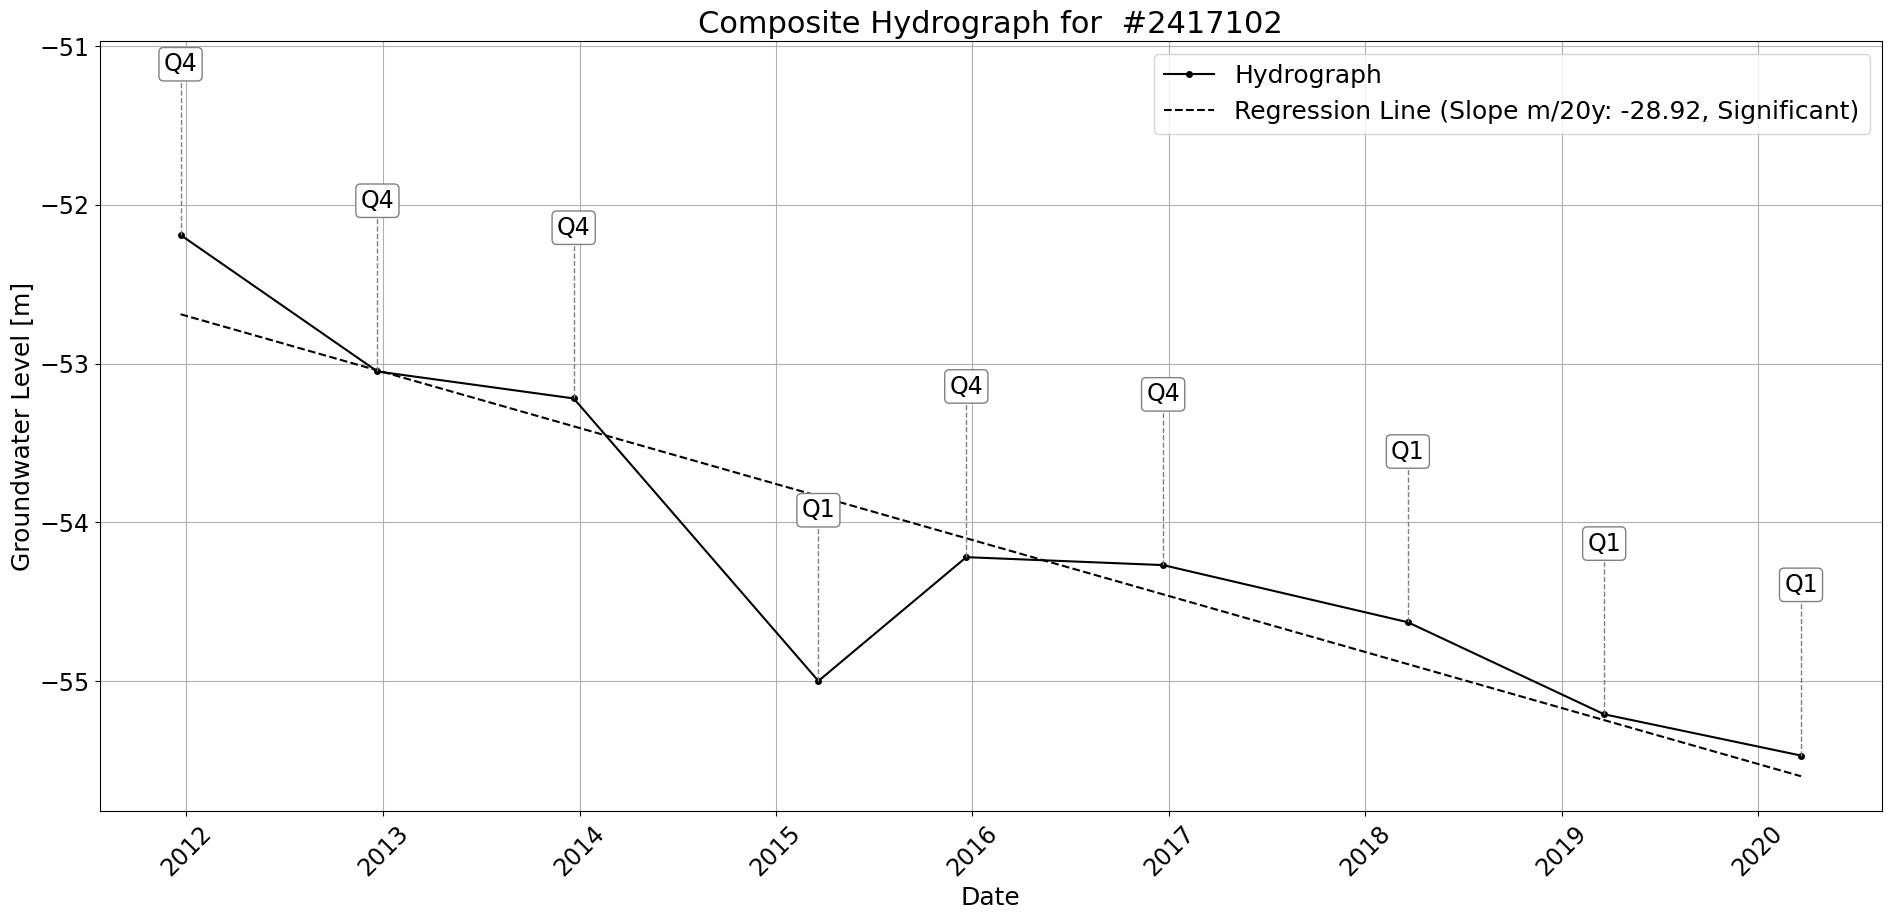 Composite Hydrograph for #2417102
Hydrograph
Regression Line (Slope m/20y: -28.92, Significant)
Groundwater Level [m]
−51
−52
−53
−54
−55
Q4
Q4
Q4
Q1
Q4
Q4
Q1
Q1
Q1
2012
2013
2014
2015
2016
2017
2018
2019
2020
Date